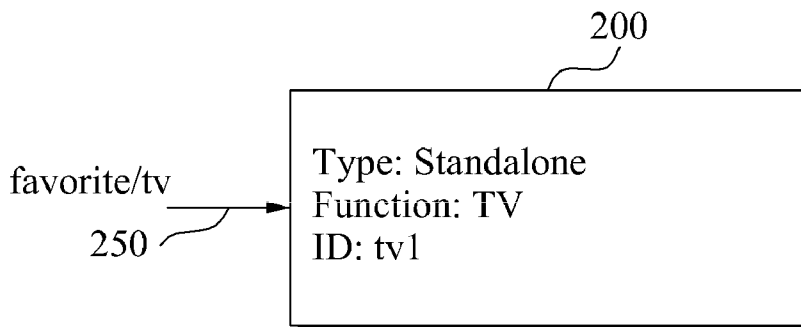 200
Type: Standalone
favorite/tv
Function: TV
250
ID: tv1